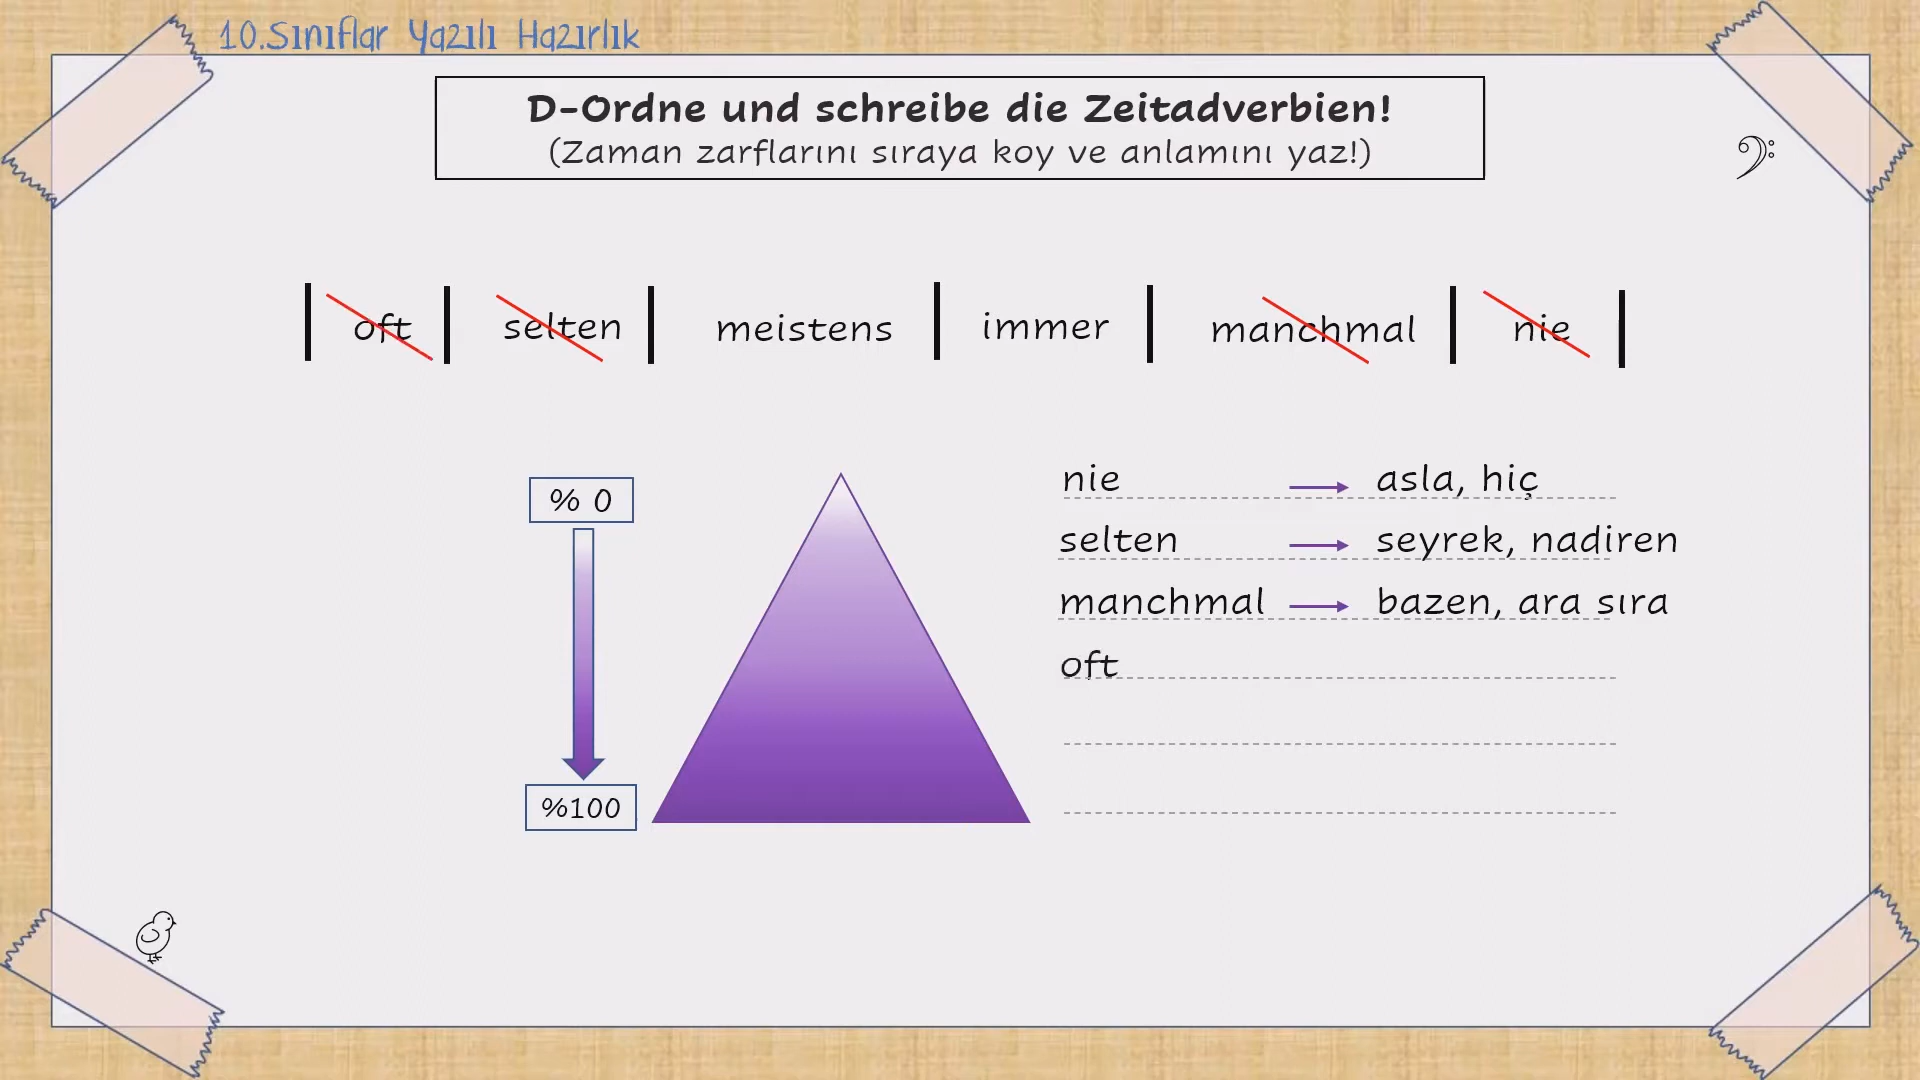 10.Sınıflar Yazılı Hazırlık
D-Ordne und schreibe die Zeitadverbien!
(Zaman zarflarını sıraya koy ve anlamını yaz!)
oft selten meistens immer manchmal nie
% 0
%100
nie → asla, hiç
selten → seyrek, nadiren
manchmal → bazen, ara sıra
oft